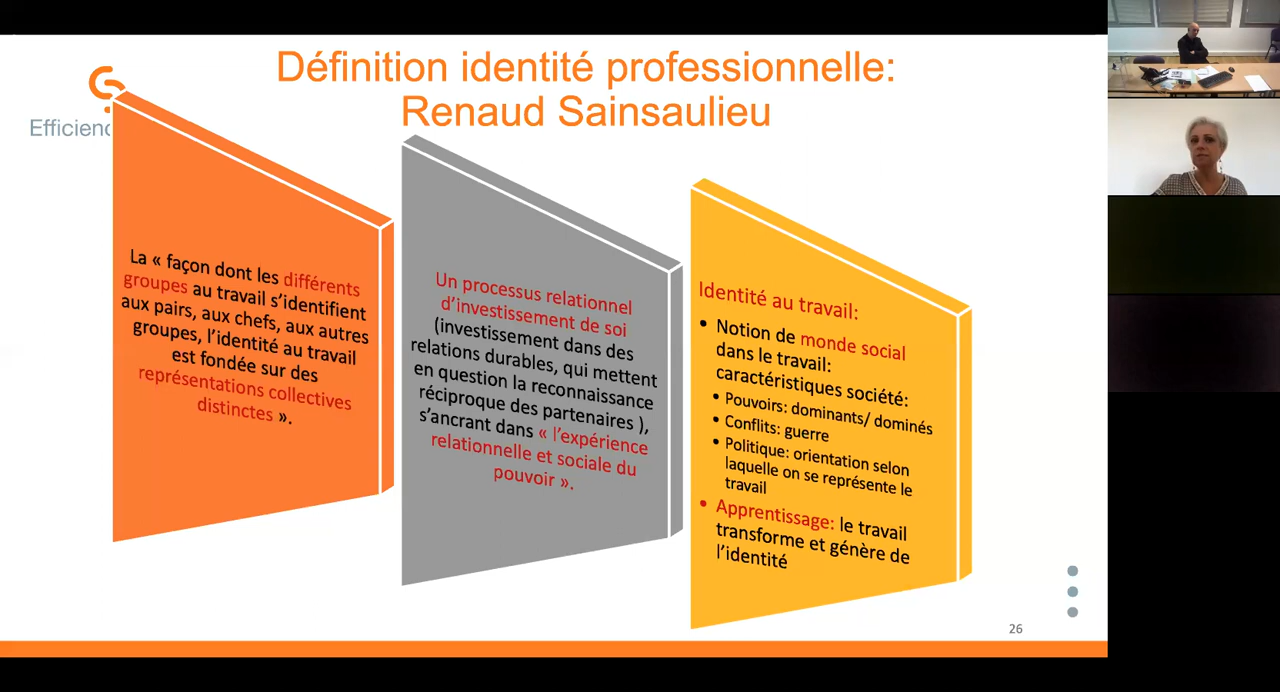 Définition identité professionnelle:
Renaud Sainsaulieu
La « façon dont les différents
groupes au travail s'identifient
aux pairs, aux chefs, aux autres
groupes, l'identité au travail
est fondée sur des
représentations collectives
distinctes ».
Un processus relationnel
d'investissement de soi
(investissement dans des
relations durables, qui mettent
en question la reconnaissance
réciproque des partenaires ),
s'ancrant dans « l'expérience
relationnelle et sociale du
pouvoir ».
Identité au travail:
• Notion de monde social
dans le travail:
caractéristiques société:
• Pouvoirs: dominants/ dominés
• Conflits: guerre
• Politique: orientation selon
laquelle on se représente le
travail
• Apprentissage: le travail
transforme et génère de
l'identité
26